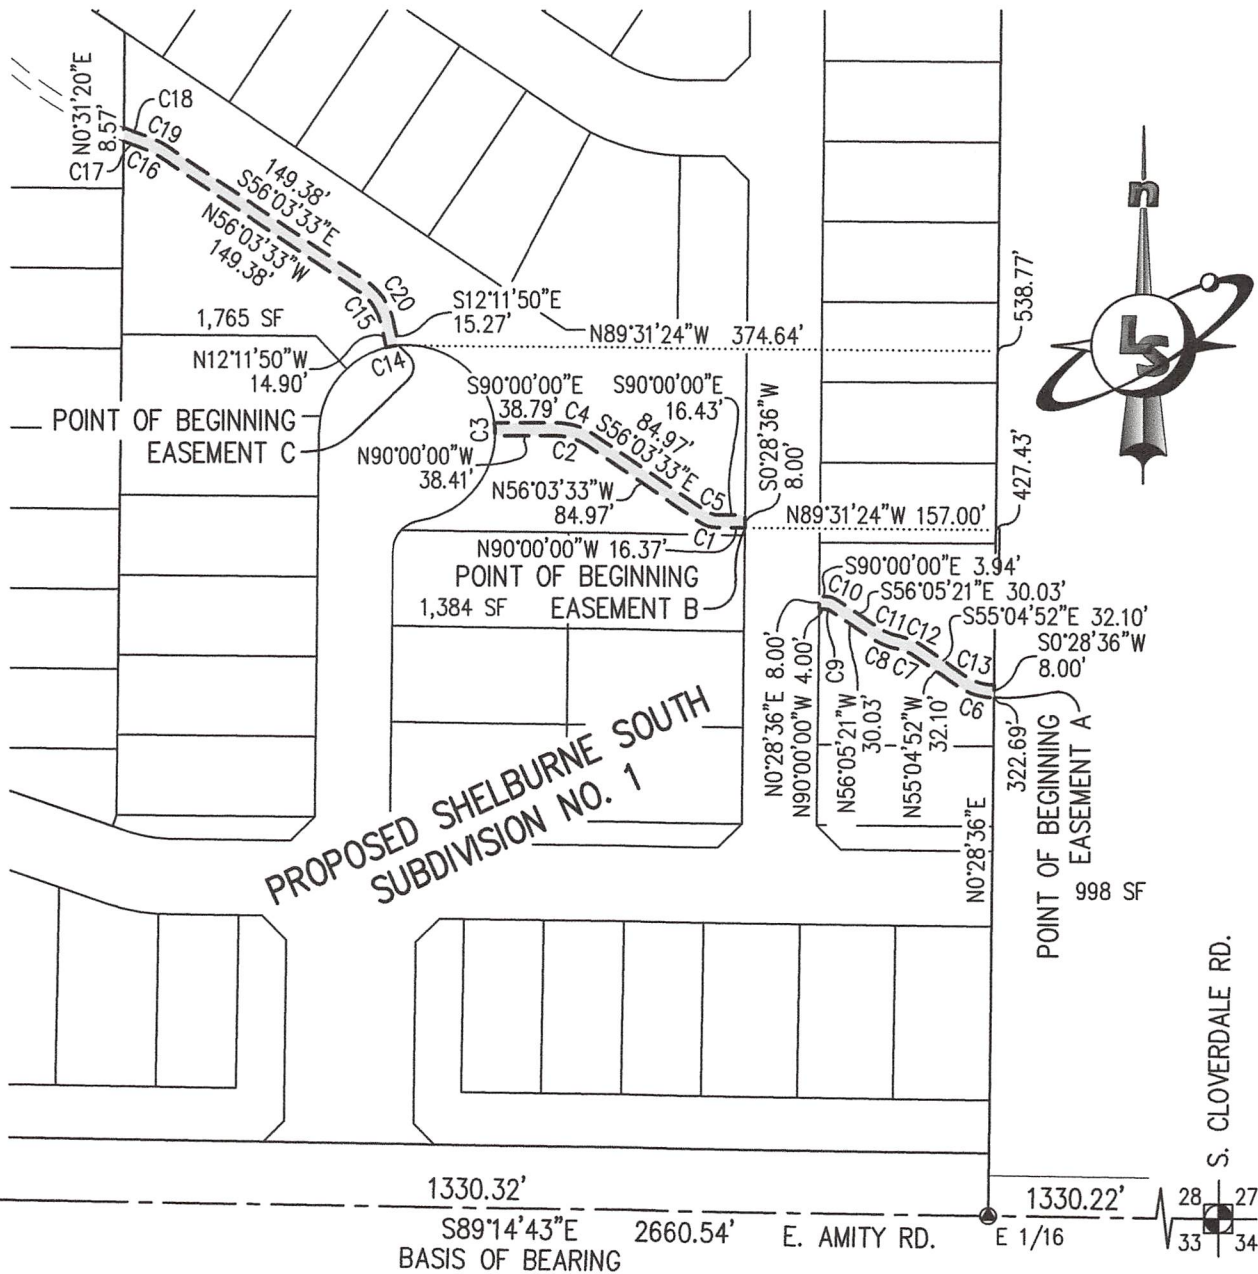 n
LS
N0°31'20"E
8.57'
C18
C19
C17
C16
149.38'
S56°03'33"E
N56°03'33"W
149.38'
C20
C15
S12°11'50"E
15.27'
538.77'
1,765 SF
N89°31'24"W 374.64'
N12°11'50"W
14.90'
C14
POINT OF BEGINNING
EASEMENT C
S90°00'00"E
38.79'
C4
C3
C2
N90°00'00"W
38.41'
S90°00'00"E
16.43'
84.97'
S56°03'33"E
N56°03'33"W
84.97'
C5
C1
S0°28'36"W
8.00'
427.43'
N89°31'24"W 157.00'
N90°00'00"W 16.37'
POINT OF BEGINNING
EASEMENT B
1,384 SF
S90°00'00"E 3.94'
C10
S56°05'21"E 30.03'
C11
C12
S55°04'52"E 32.10'
C13
S0°28'36"W
8.00'
N0°28'36"E 8.00'
N90°00'00"W 4.00'
C9
C8
C7
C6
N56°05'21"W
30.03'
N55°04'52"W
32.10'
322.69'
N0°28'36"E
POINT OF BEGINNING
EASEMENT A
998 SF
PROPOSED SHELBURNE SOUTH
SUBDIVISION NO. 1
S. CLOVERDALE RD.
1330.32'
S89°14'43"E 2660.54'
BASIS OF BEARING
E. AMITY RD.
E 1/16
1330.22'
28 27
33 34